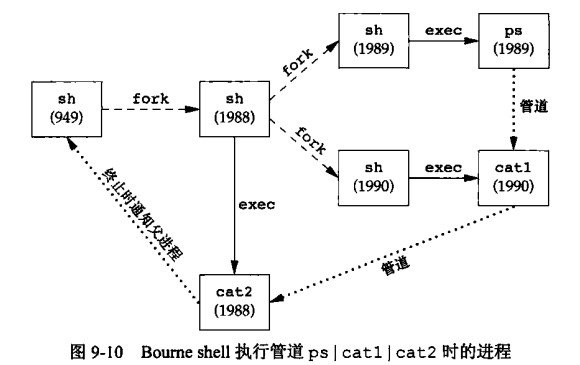 sh
(1989)
exec
ps
(1989)
fork
sh
(949)
fork
sh
(1988)
管道
fork
sh
(1990)
exec
cat1
(1990)
终止时通知父进程
exec
管道
cat2
(1988)
图 9-10 Bourne shell 执行管道 ps|cat1|cat2 时的进程